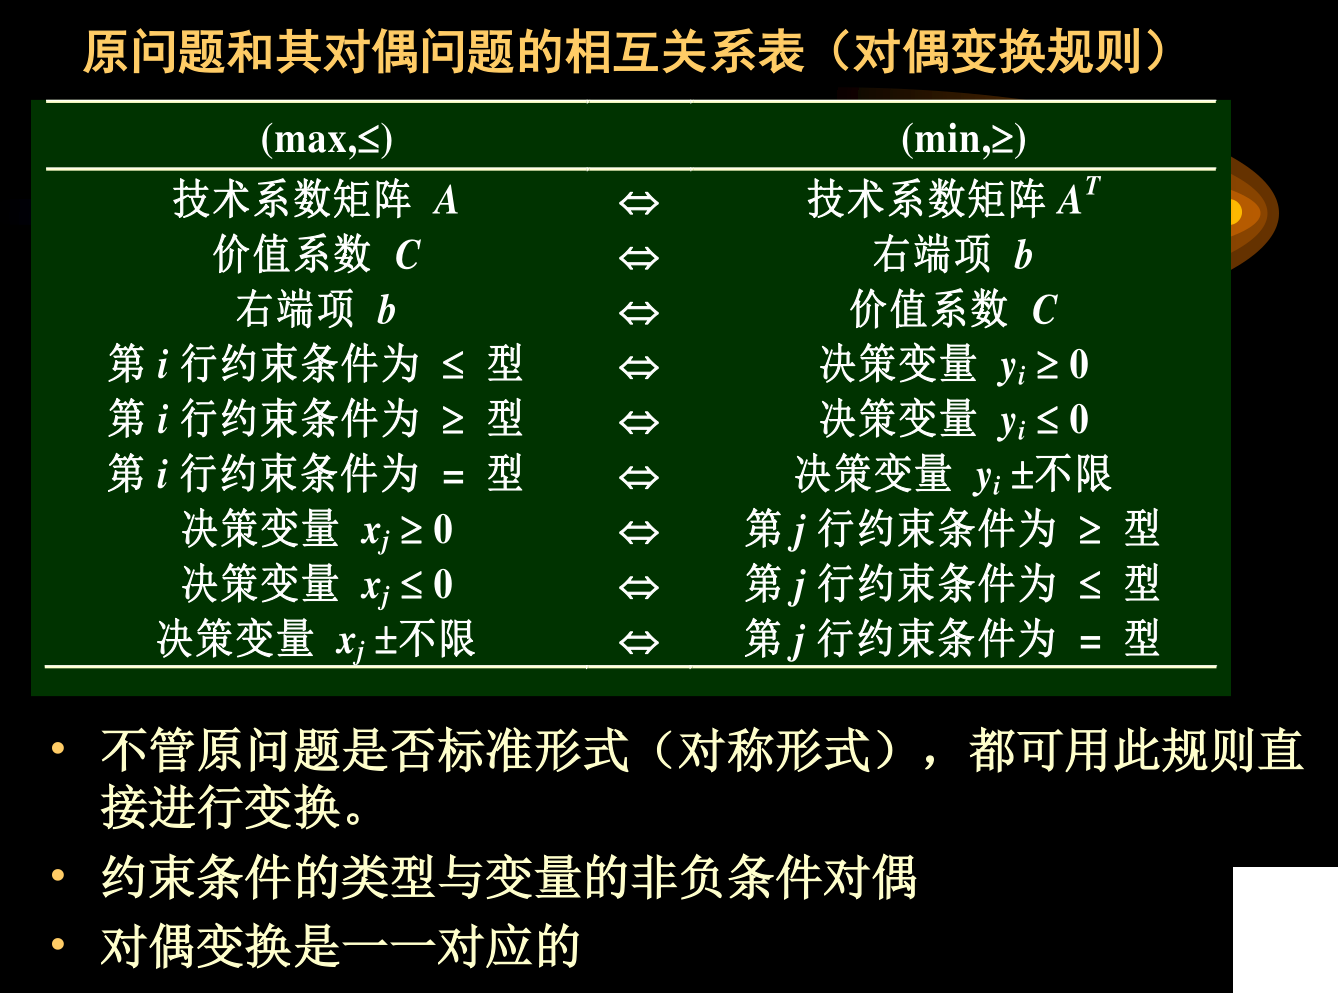 原问题和其对偶问题的相互关系表（对偶变换规则）
(max,≤) (min,≥)
技术系数矩阵 A ⇔ 技术系数矩阵 A^T
价值系数 C ⇔ 右端项 b
右端项 b ⇔ 价值系数 C
第 i 行约束条件为 ≤ 型 ⇔ 决策变量 y_i ≥ 0
第 i 行约束条件为 ≥ 型 ⇔ 决策变量 y_i ≤ 0
第 i 行约束条件为 = 型 ⇔ 决策变量 y_i ±不限
决策变量 x_j ≥ 0 ⇔ 第 j 行约束条件为 ≥ 型
决策变量 x_j ≤ 0 ⇔ 第 j 行约束条件为 ≤ 型
决策变量 x_j ±不限 ⇔ 第 j 行约束条件为 = 型
• 不管原问题是否标准形式（对称形式），都可用此规则直
接进行变换。
• 约束条件的类型与变量的非负条件对偶
• 对偶变换是一一对应的